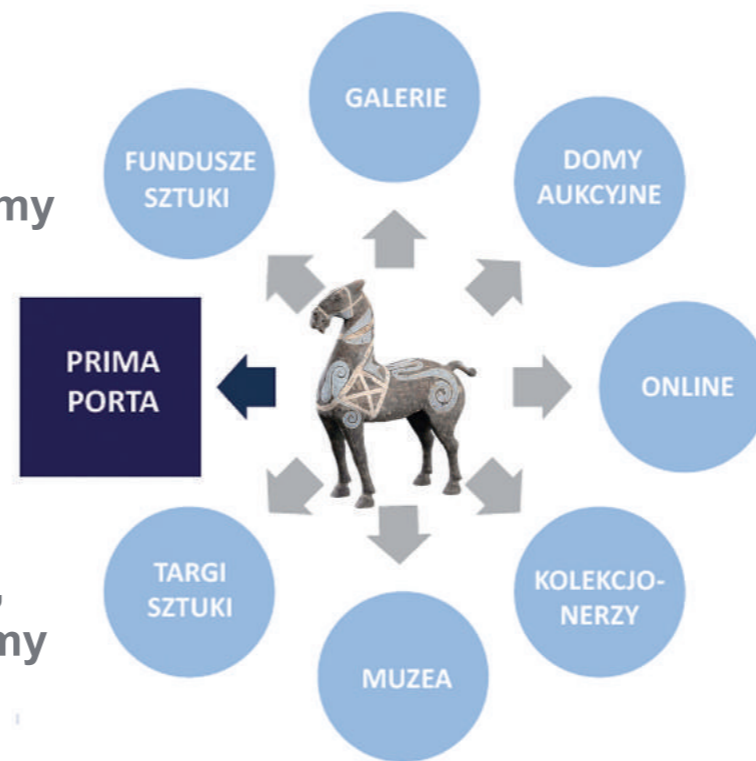 GALERIE
FUNDUSZE
SZTUKI
DOMY
AUKCYJNE
my
PRIMA
PORTA
ONLINE
TARGI
SZTUKI
,
my
KOLEKCJO-
NERZY
MUZEA